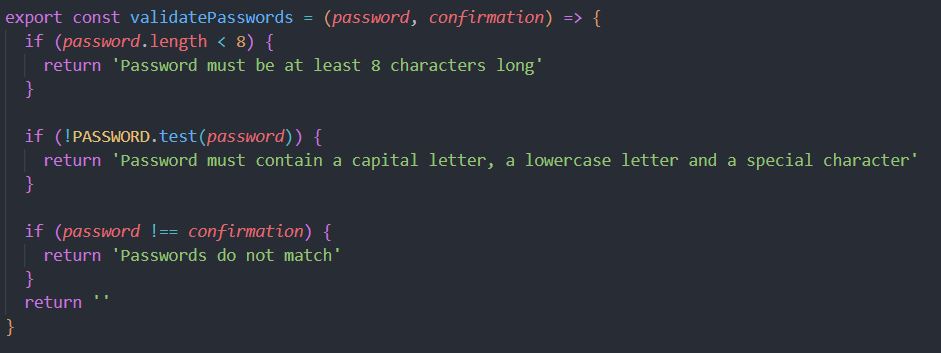 export const validatePasswords = (password, confirmation) => {
  if (password.length < 8) {
    return 'Password must be at least 8 characters long'
  }

  if (!PASSWORD.test(password)) {
    return 'Password must contain a capital letter, a lowercase letter and a special character'
  }

  if (password !== confirmation) {
    return 'Passwords do not match'
  }
  return ''
}